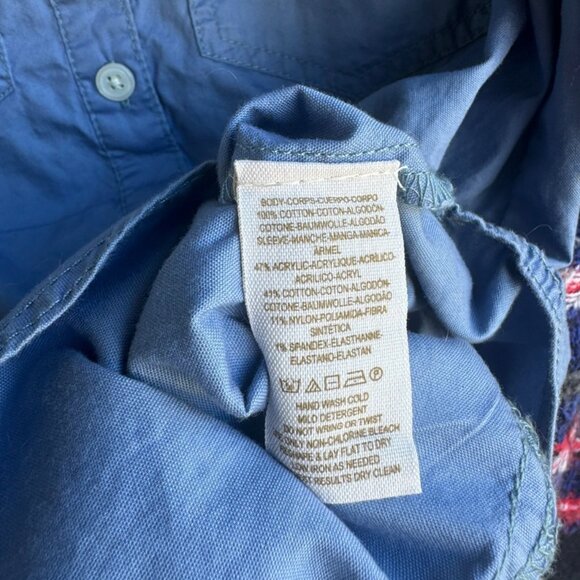 BODY-CORPS-CUERPO-CORPO
100% COTTON-COTON-ALGODÓN-
COTONE-BAUMWOLLE-ALGODÃO
SLEEVE-MANCHE-MANGA-MANICA-
ÄRMEL
47% ACRYLIC-ACRYLIQUE-ACRÍLICO-
ACRILICO-ACRYL
41% COTTON-COTON-ALGODÓN-
COTONE-BAUMWOLLE-ALGODÃO
11% NYLON-POLIAMIDA-FIBRA
SINTÉTICA
1% SPANDEX-ÉLASTHANNE-
ELASTANO-ELASTAN
HAND WASH COLD
MILD DETERGENT
DO NOT WRING OR TWIST
ONLY NON-CHLORINE BLEACH
& LAY FLAT TO DRY
LOW IRON AS NEEDED
RESULTS DRY CLEAN